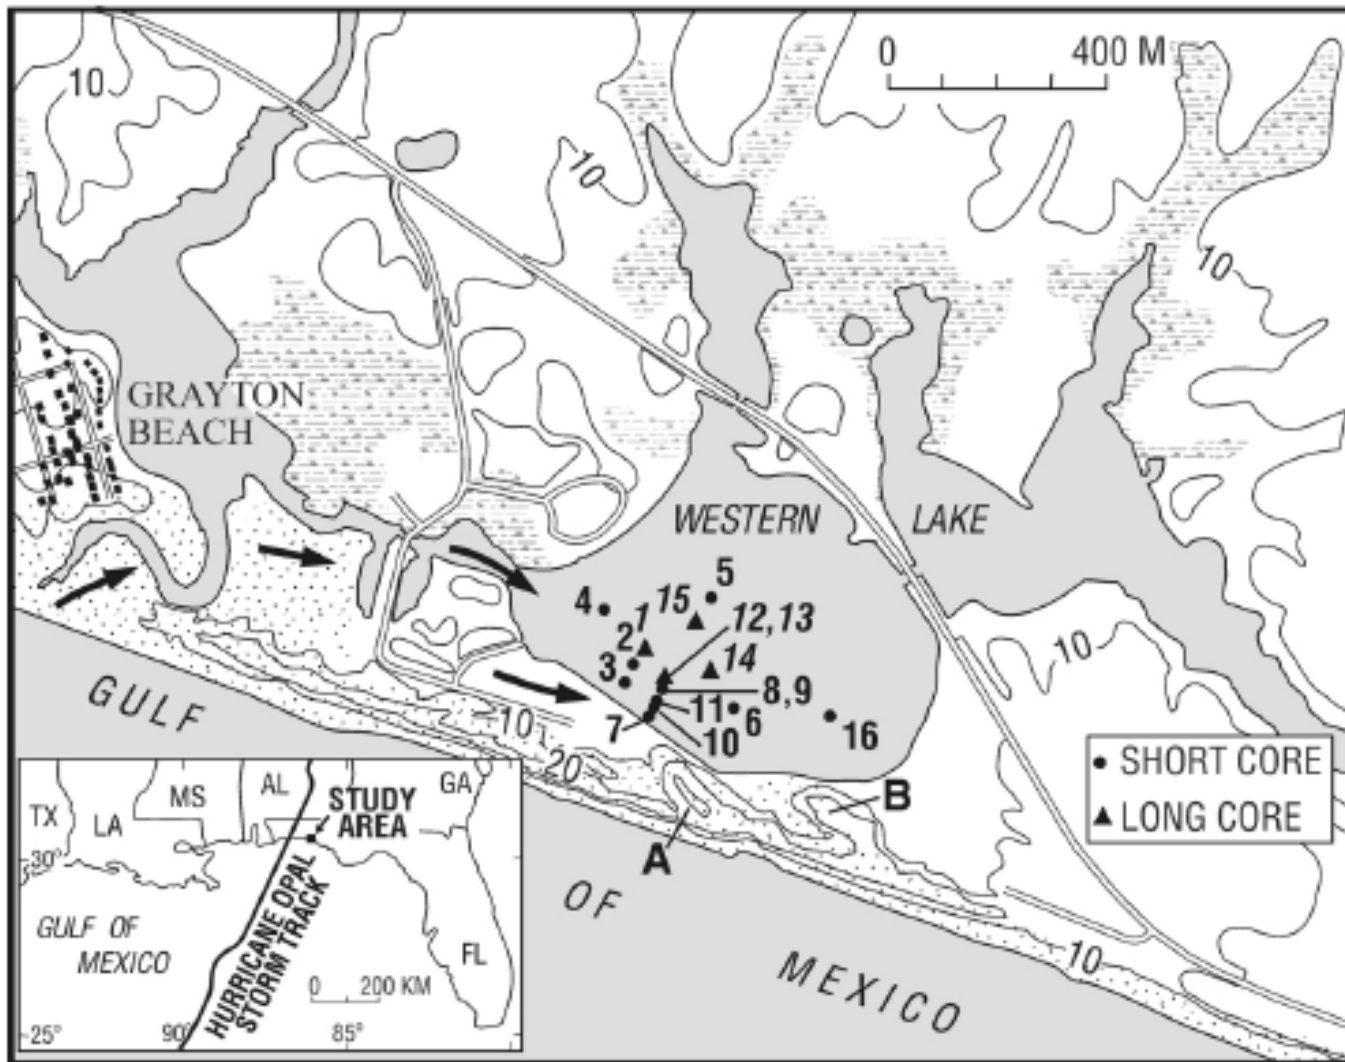 10
0 400 M
10
10
GRAYTON
BEACH
WESTERN LAKE
5
4
15
1
12, 13
2
3
14
8,9
11
6
7
10
16
10
GULF
10
20
SHORT CORE
LONG CORE
B
A
OF
10
MEXICO
TX
LA
MS
AL
GA
STUDY
AREA
30°
HURRICANE OPAL
STORM TRACK
GULF OF
MEXICO
FL
0 200 KM
25°
90°
85°